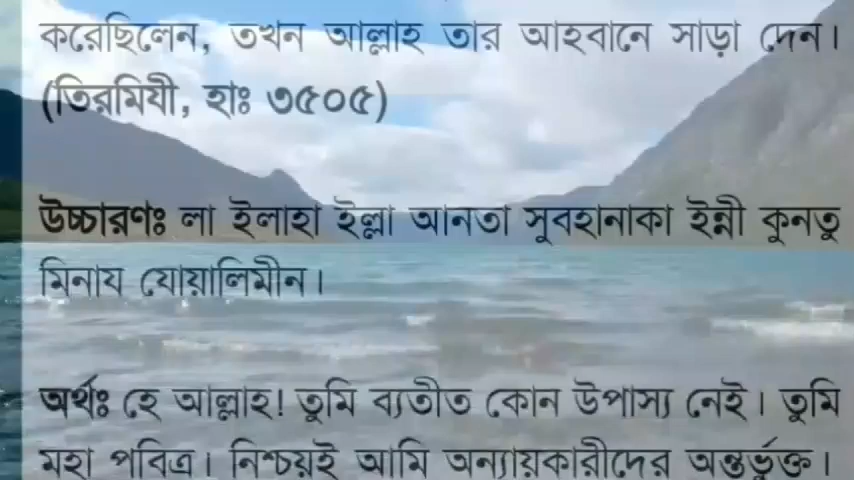 করেছিলেন, তখন আল্লাহ তার আহবানে সাড়া দেন।
(তিরমিযী, হাঃ ৩৫০৫)
উচ্চারণঃ লা ইলাহা ইল্লা আনতা সুবহানাকা ইন্নী কুনতু
মিনায যোয়ালিমীন।
অর্থঃ হে আল্লাহ! তুমি ব্যতীত কোন উপাস্য নেই। তুমি
মহা পবিত্র। নিশ্চয়ই আমি অন্যায়কারীদের অন্তর্ভুক্ত।